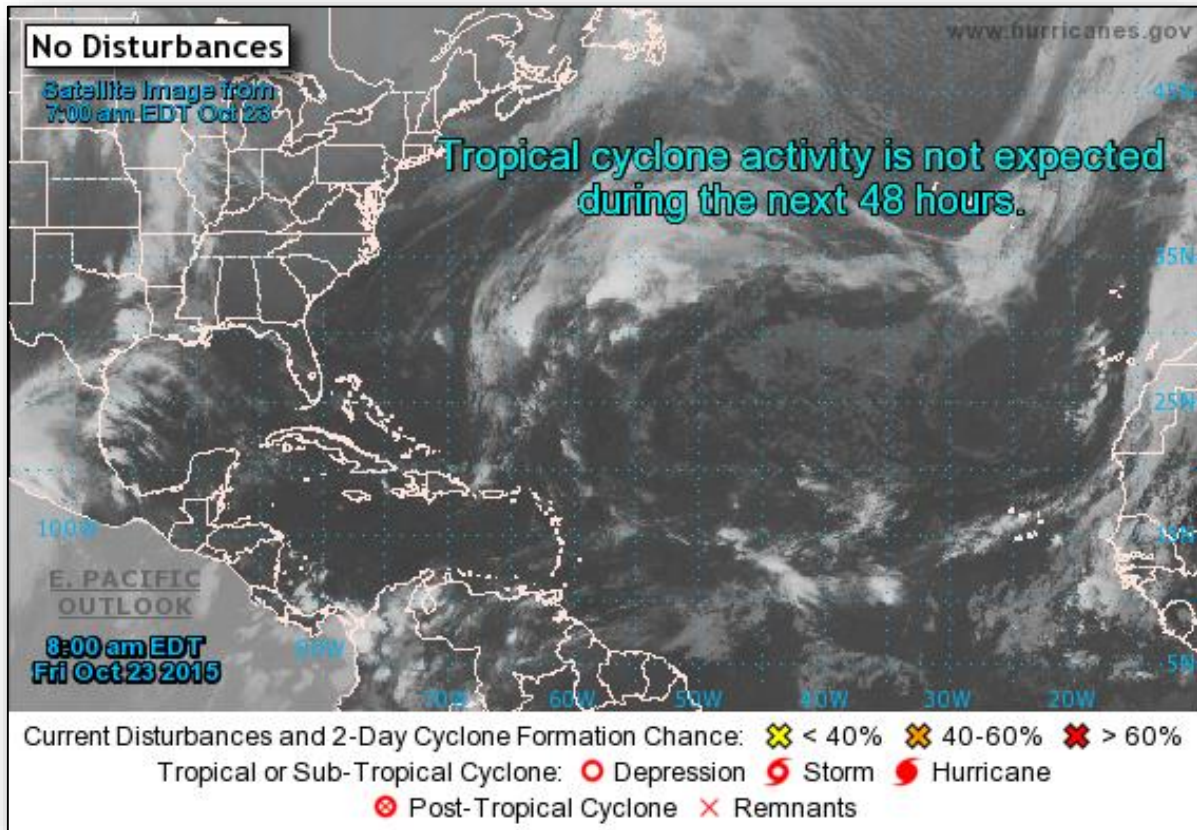 No Disturbances
www.hurricanes.gov
Satellite Image from
7:00 am EDT Oct 23
45N
Tropical cyclone activity is not expected
during the next 48 hours.
35N
25N
100W
15N
E. PACIFIC
OUTLOOK
8:00 am EDT
Fri Oct 23 2015
80W
5N
70W 60W 50W 40W 30W 20W
Current Disturbances and 2-Day Cyclone Formation Chance: < 40% 40-60% > 60%
Tropical or Sub-Tropical Cyclone: Depression Storm Hurricane
Post-Tropical Cyclone Remnants